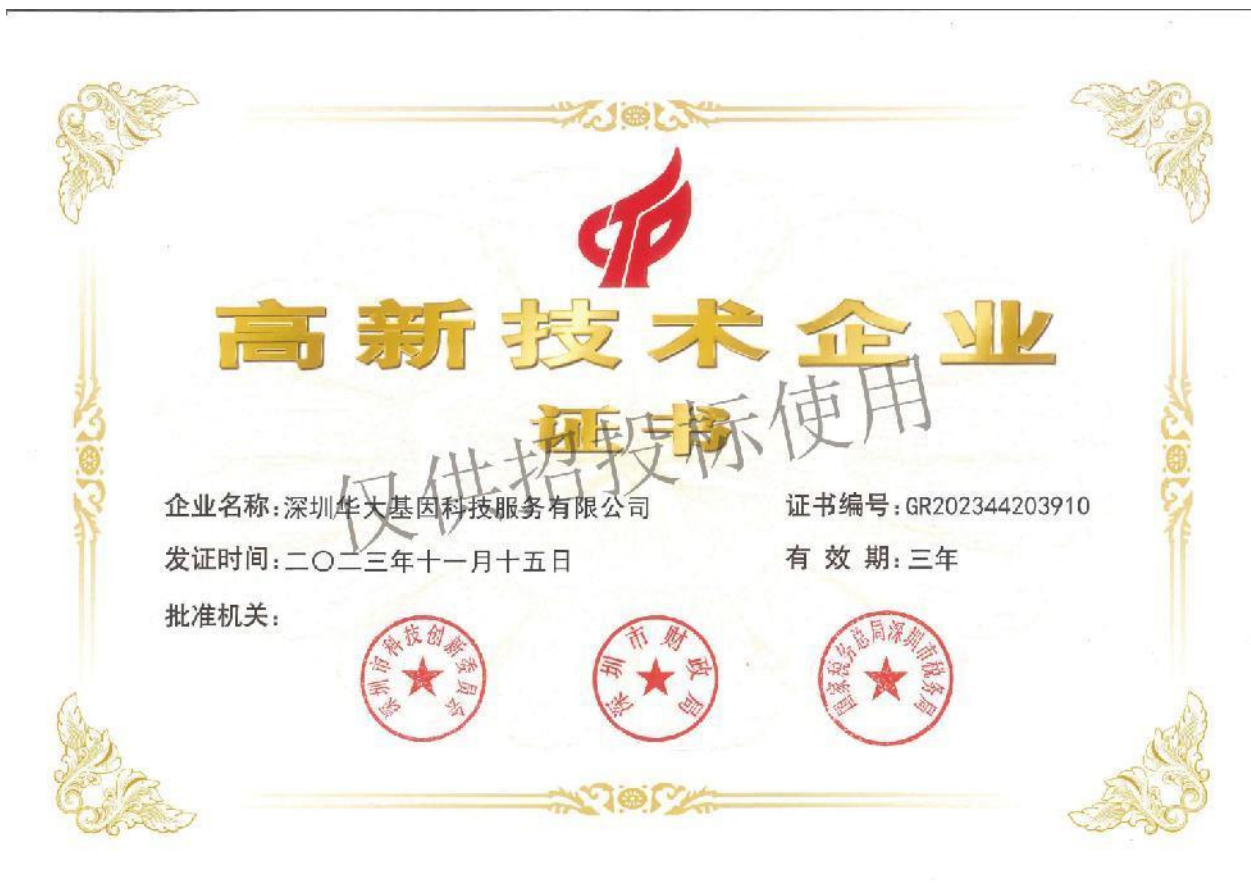 高新技术企业
证书
仅供招投标使用
企业名称:深圳华大基因科技服务有限公司
证书编号:GR202344203910
发证时间:二〇二三年十一月十五日
有 效 期:三年
批准机关:
深圳市科技创新委员会
深圳市财政局
国家税务总局深圳市税务局